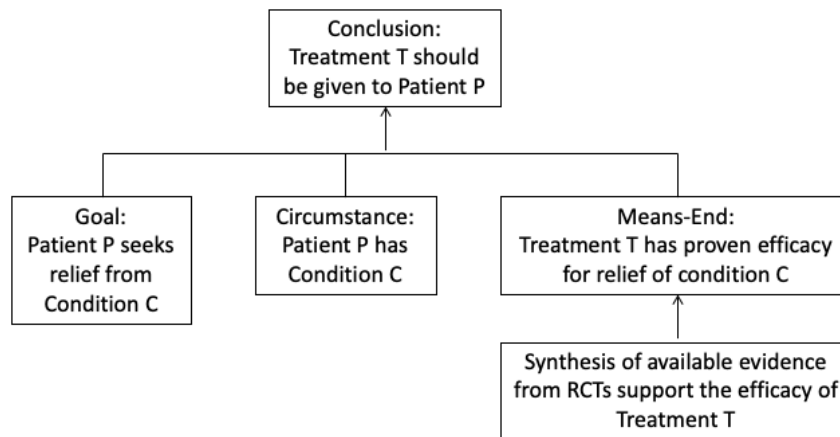 Conclusion:
Treatment T should
be given to Patient P
Goal:
Patient P seeks
relief from
Condition C
Circumstance:
Patient P has
Condition C
Means-End:
Treatment T has proven efficacy
for relief of condition C
Synthesis of available evidence
from RCTs support the efficacy of
Treatment T